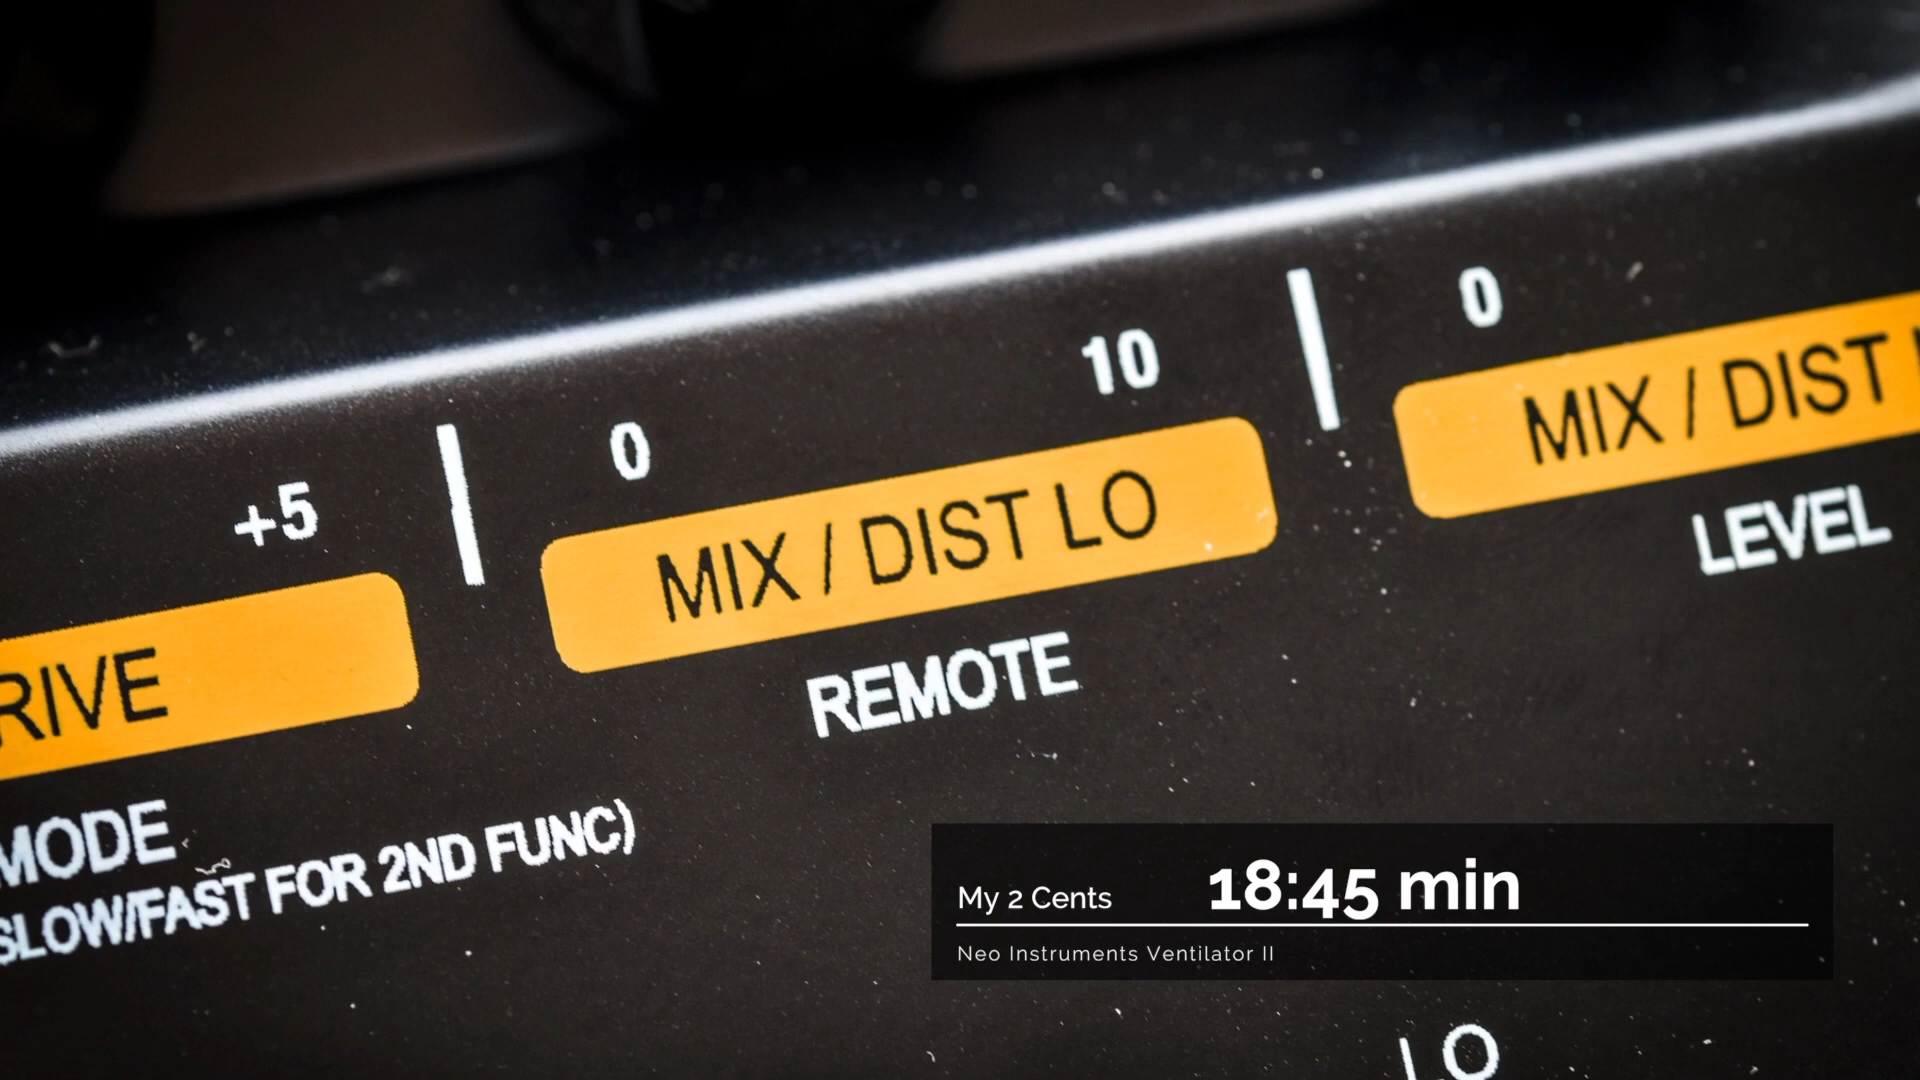 +5
0
10
0
RIVE
MIX / DIST LO
MIX / DIST
MODE
REMOTE
LEVEL
SLOW/FAST FOR 2ND FUNC)
My 2 Cents 18:45 min
Neo Instruments Ventilator II
LO